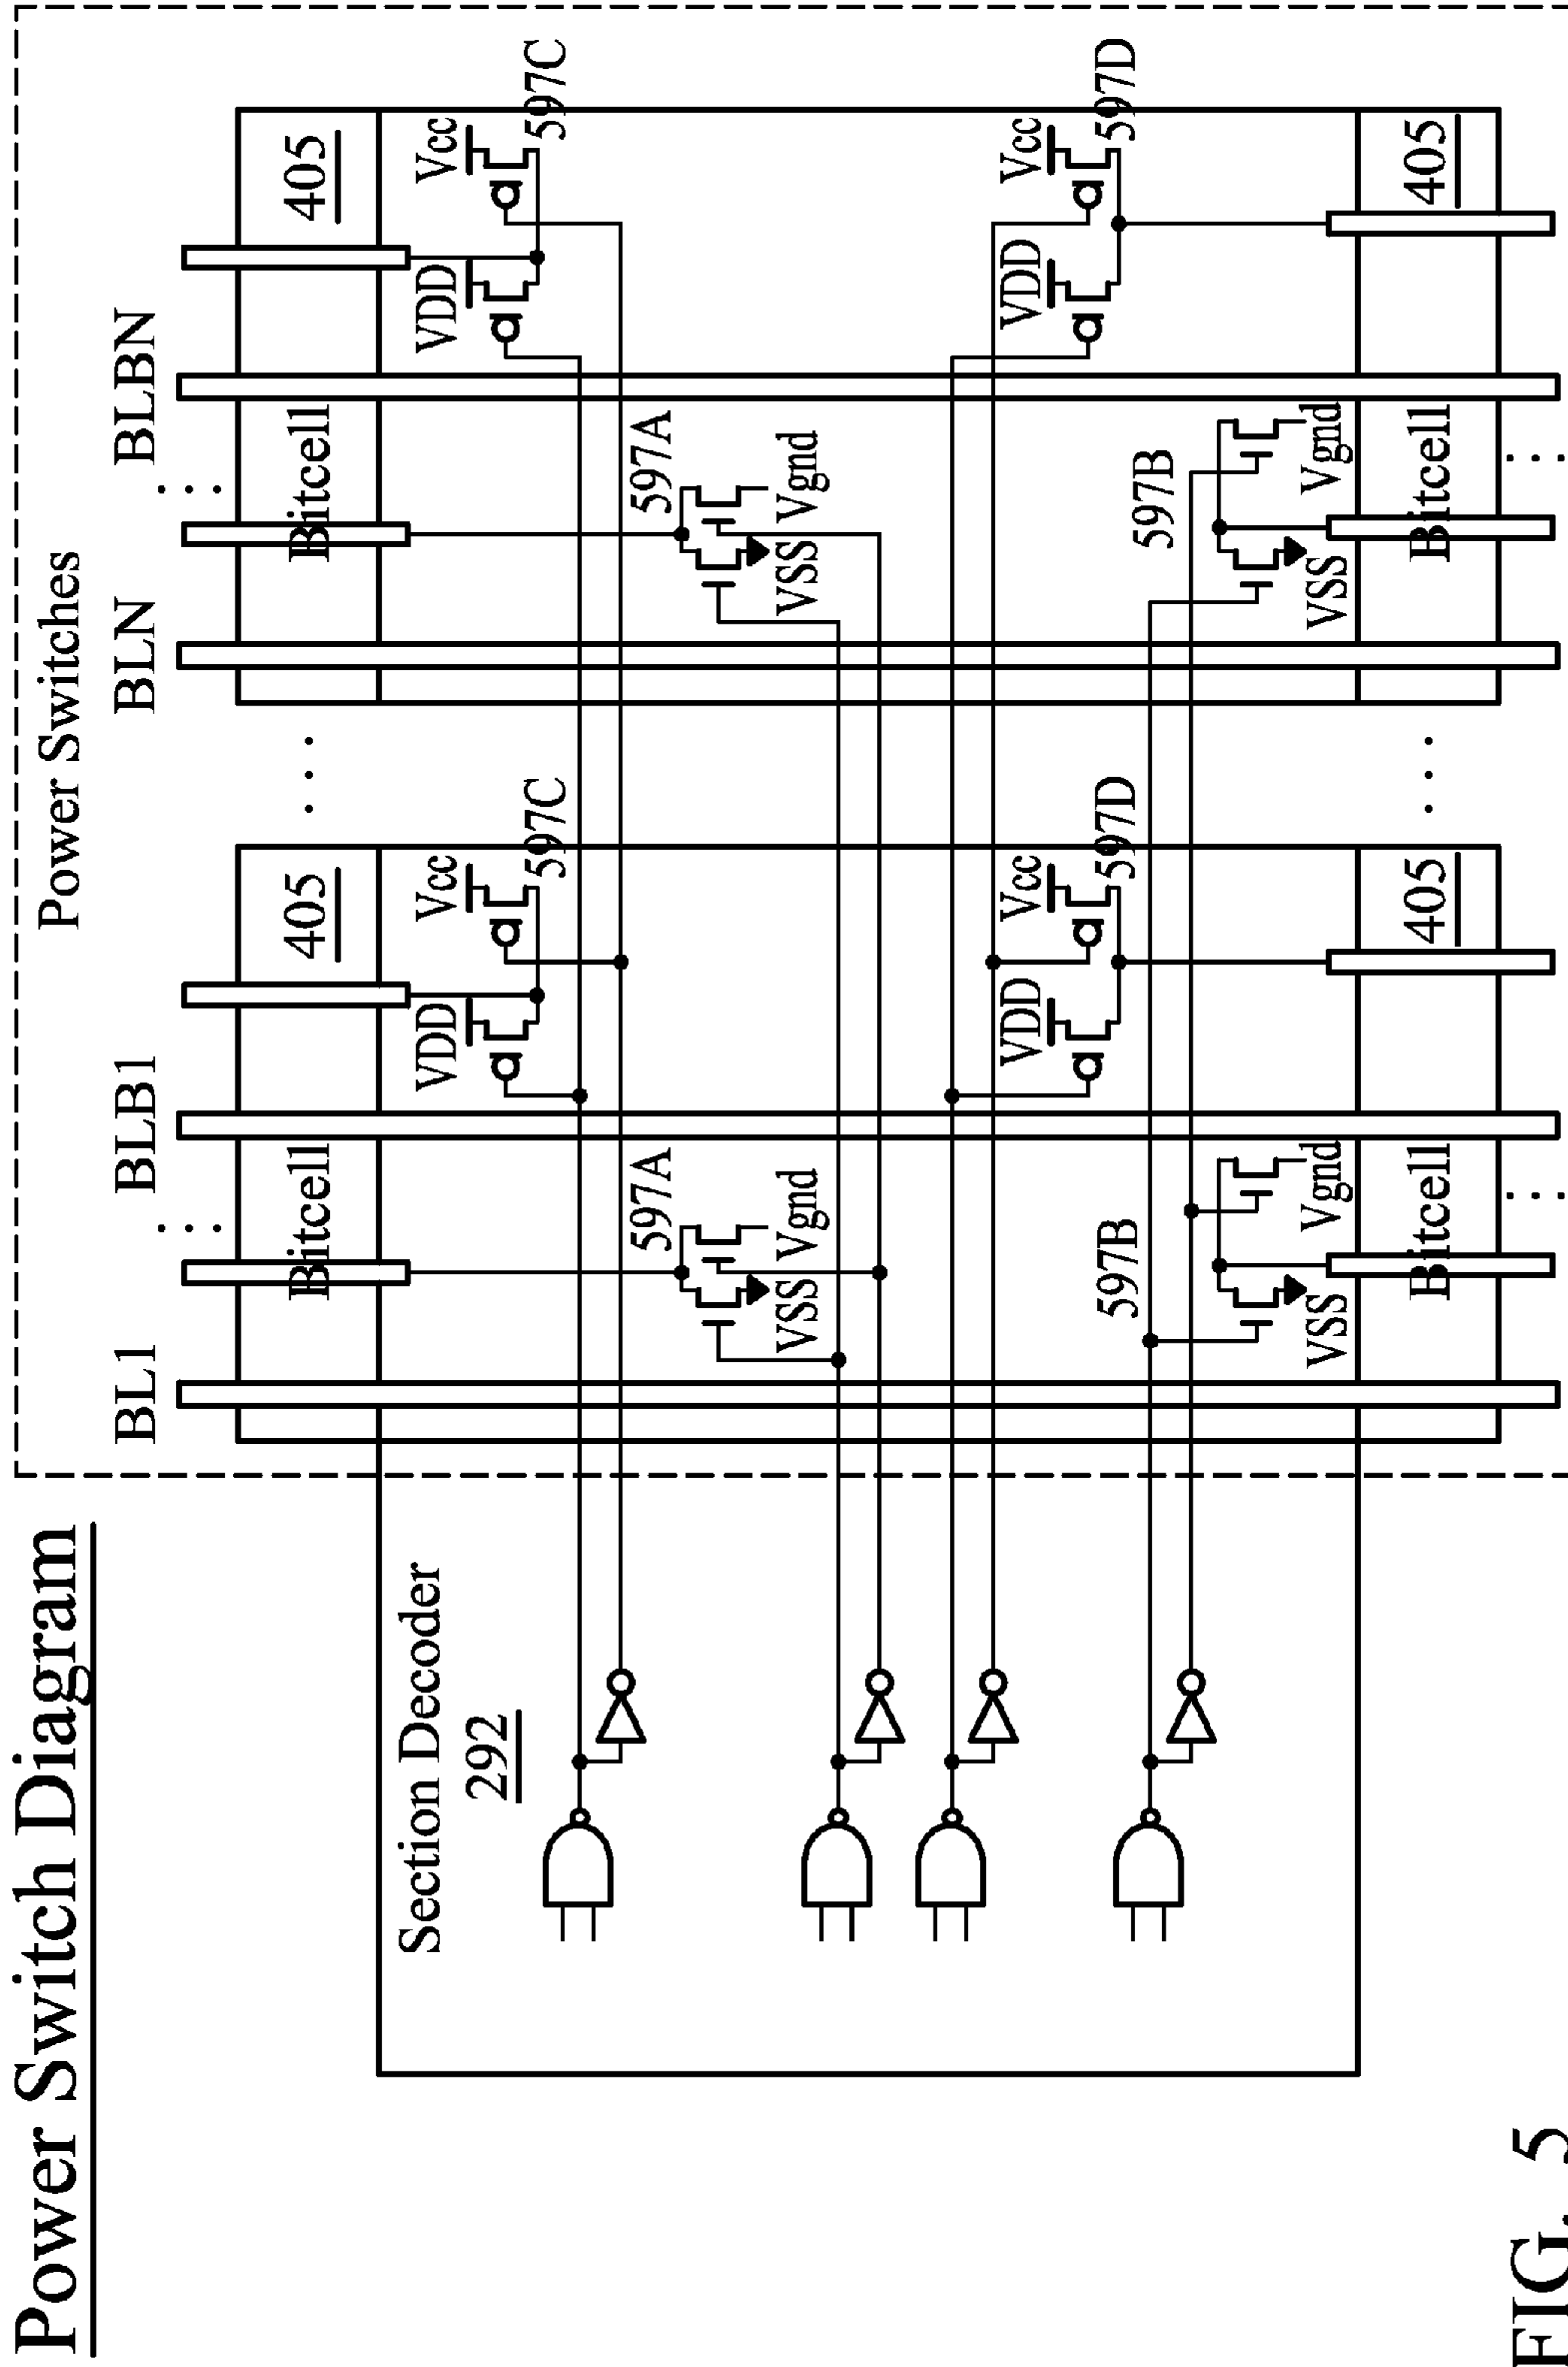 Power Switch Diagram
Power Switches
BL1 BLB1 BLN BLBN
Bitcell 405 Bitcell 405
Section Decoder
292
VDD Vcc VDD Vcc
597C 597C
597A 597A
VSS Vgnd VSS Vgnd
VDD Vcc VDD Vcc
597D 597D
597B 597B
VSS Vgnd VSS Vgnd
Bitcell 405 Bitcell 405
FIG. 5